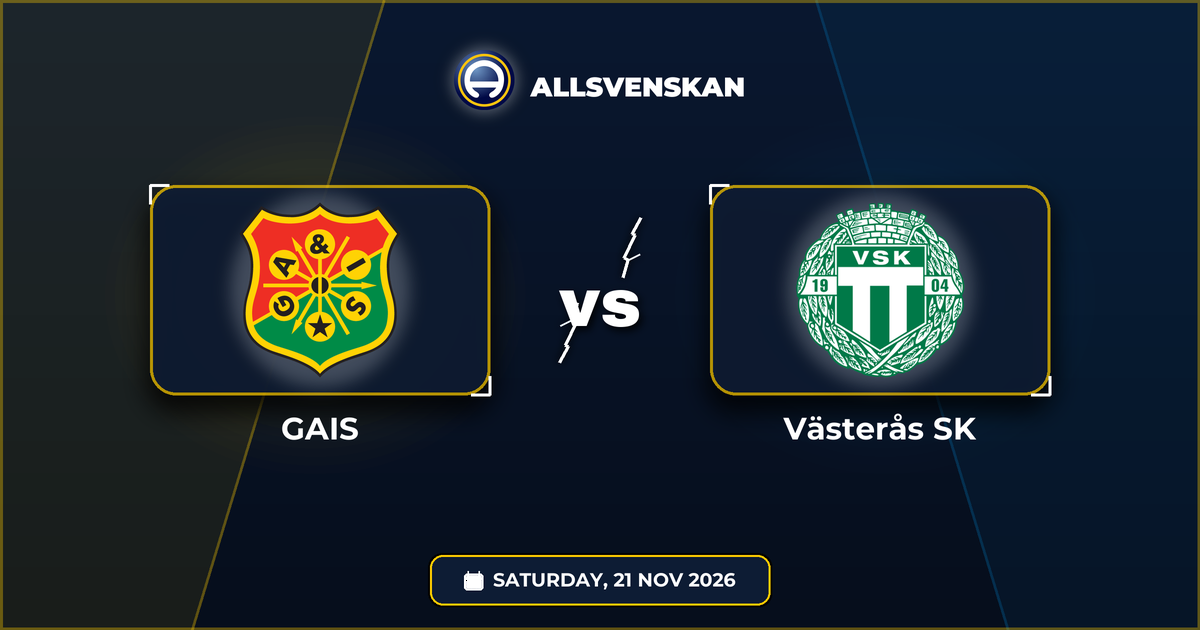 ALLSVENSKAN
G A & I S
VSK
19 04
VS
GAIS
Västerås SK
SATURDAY, 21 NOV 2026